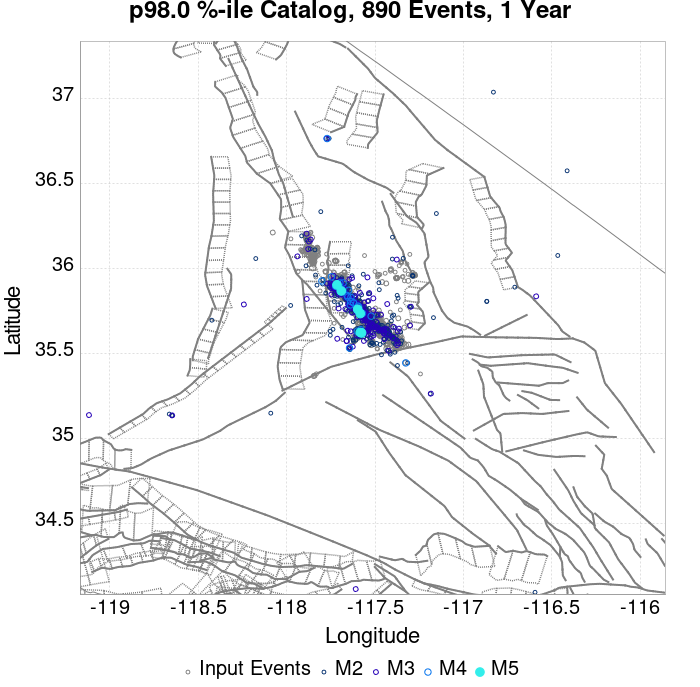 p98.0 %-ile Catalog, 890 Events, 1 Year
37
36.5
36
35.5
35
34.5
Latitude
-119 -118.5 -118 -117.5 -117 -116.5 -116
Longitude
Input Events M2 M3 M4 M5